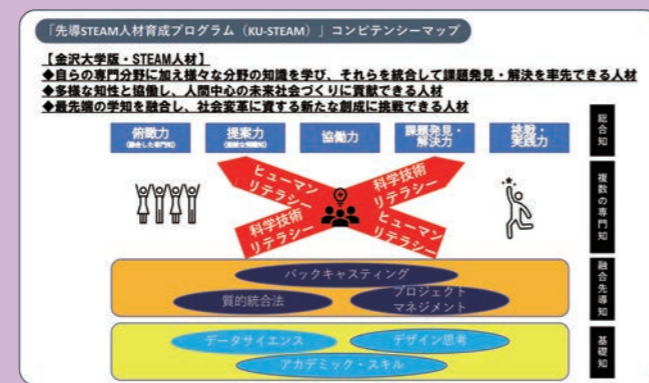 「先導STEAM人材育成プログラム（KU-STEAM）」コンピテンシーマップ
【金沢大学版・STEAM人材】
◆自らの専門分野に加え様々な分野の知識を学び、それらを統合して課題発見・解決を率先できる人材
◆多様な知性と協働し、人間中心の未来社会づくりに貢献できる人材
◆最先端の学知を融合し、社会変革に資する新たな創成に挑戦できる人材
俯瞰力
（融合した専門知）
提案力
協働力
課題発見・
解決力
挑戦・
実践力
総合知
ヒューマン
リテラシー
科学技術
リテラシー
科学技術
リテラシー
ヒューマン
リテラシー
複数の専門知
バックキャスティング
質的統合法
プロジェクト
マネジメント
融合先導知
データサイエンス
デザイン思考
アカデミック・スキル
基礎知